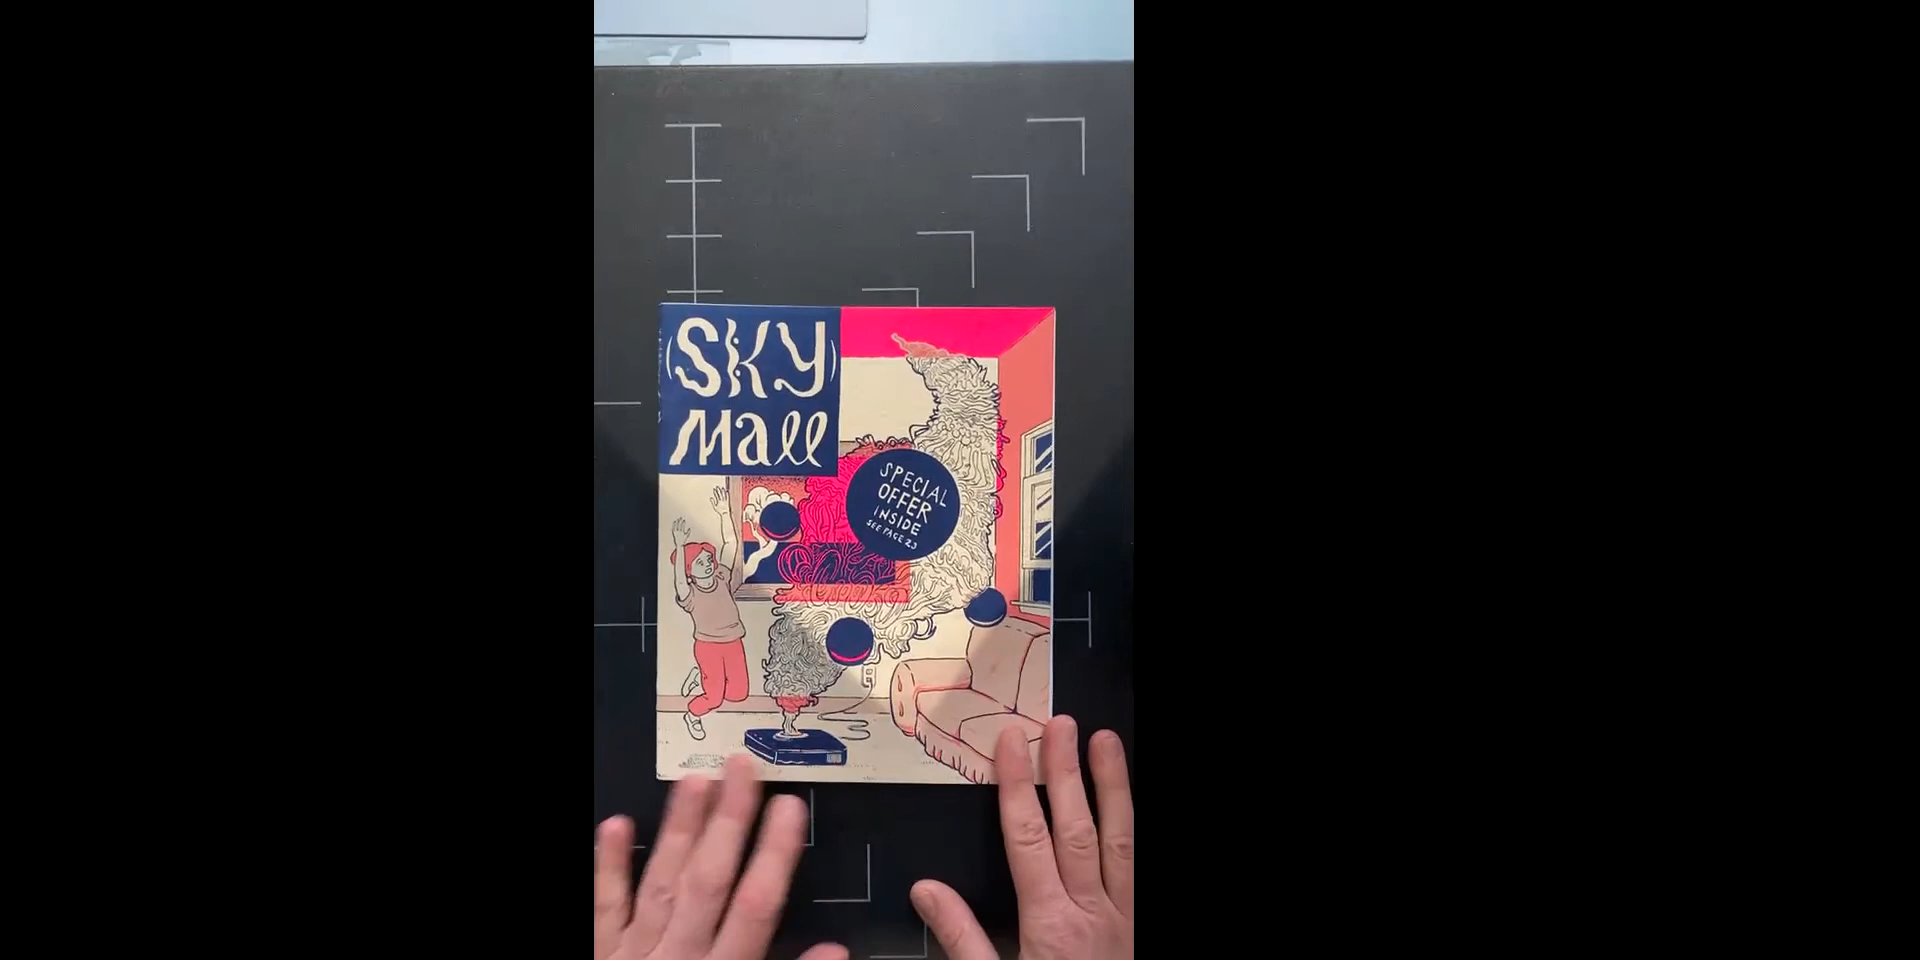 (SKY)
Mall
SPECIAL
OFFER
INSIDE
SEE PAGE 23